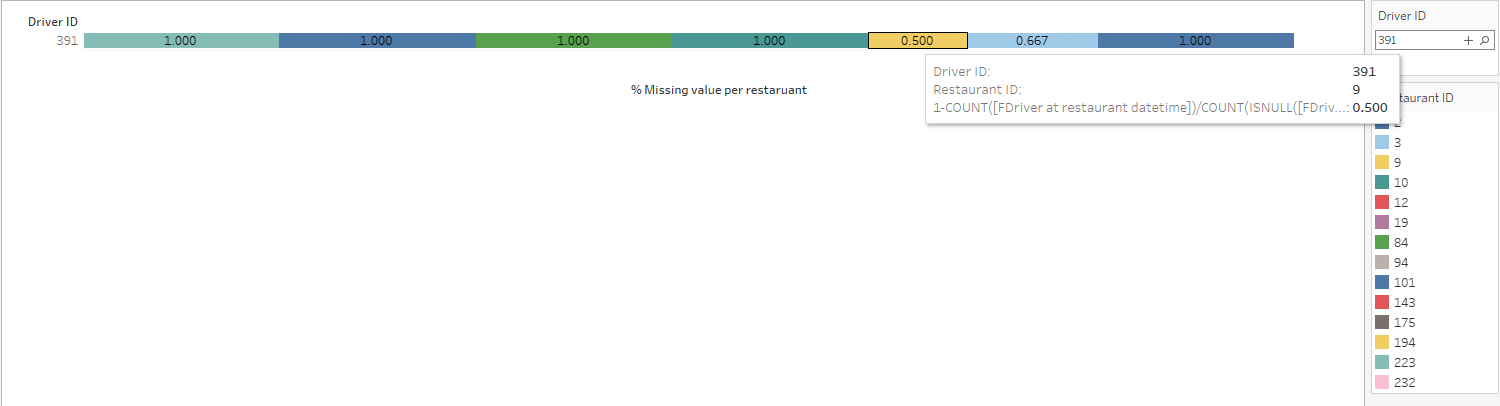 Driver ID
391 1.000 1.000 1.000 1.000 0.500 0.667 1.000
% Missing value per restaruant
Driver ID: 391
Restaurant ID: 9
1-COUNT([FDriver at restaurant datetime])/COUNT(ISNULL([FDriv...: 0.500
Driver ID
391
taurant ID
3
9
10
12
19
84
94
101
143
175
194
223
232